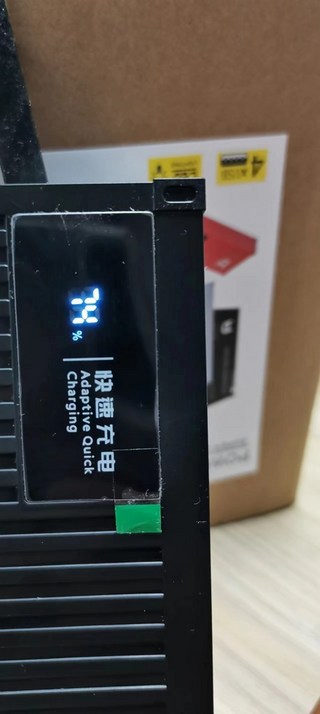 74%
快速充电
Adaptive Quick
Charging